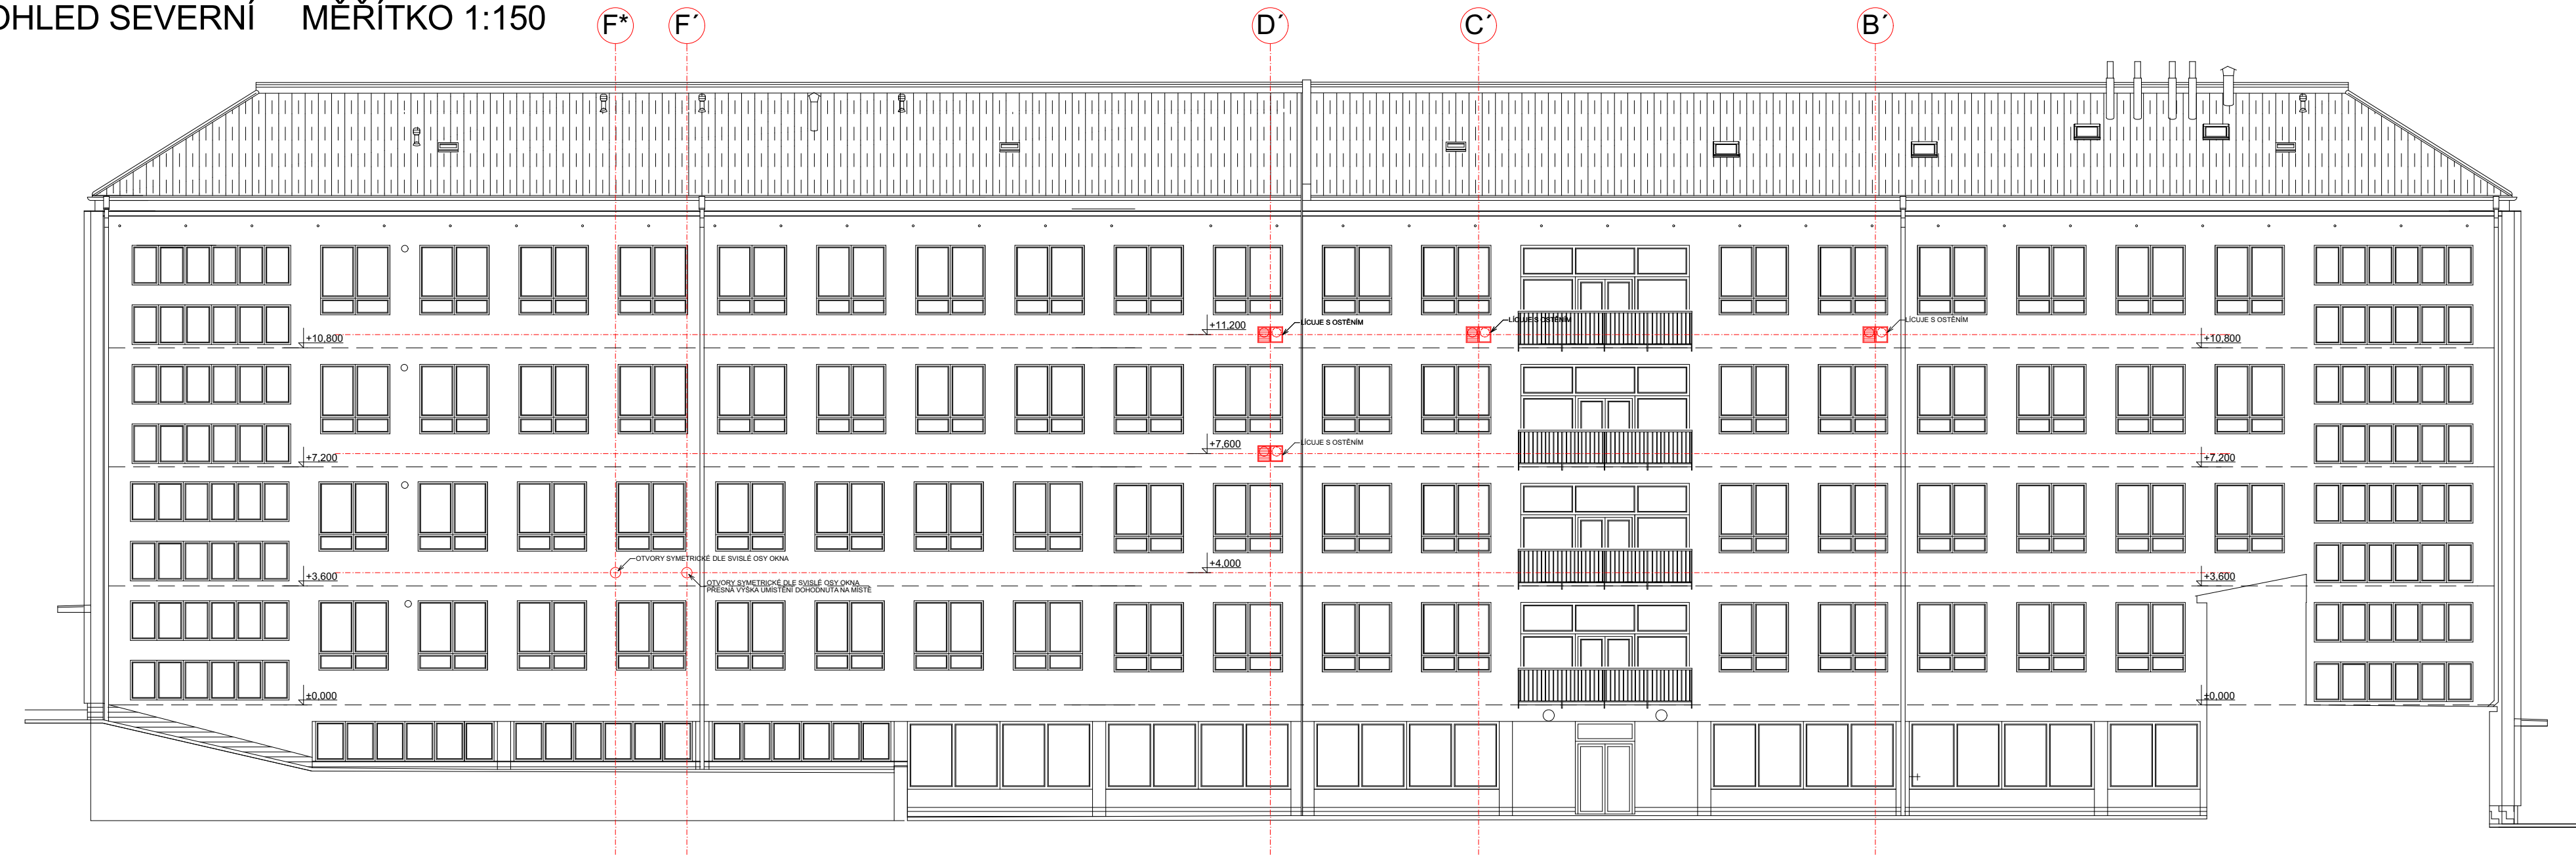 OHLED SEVERNÍ MĚŘÍTKO 1:150
F* F´ D´ C´ B´
+11,200 LÍCUJE S OSTĚNÍM LÍCUJE S OSTĚNÍM LÍCUJE S OSTĚNÍM
+10,800 +10,800
+7,600 LÍCUJE S OSTĚNÍM
+7,200 +7,200
OTVORY SYMETRICKÉ DLE SVISLÉ OSY OKNA
+4,000
+3,600 +3,600
OTVORY SYMETRICKÉ DLE SVISLÉ OSY OKNA
PŘESNÁ VÝŠKA UMÍSTĚNÍ DOHODNUTA NA MÍSTĚ
±0,000 ±0,000